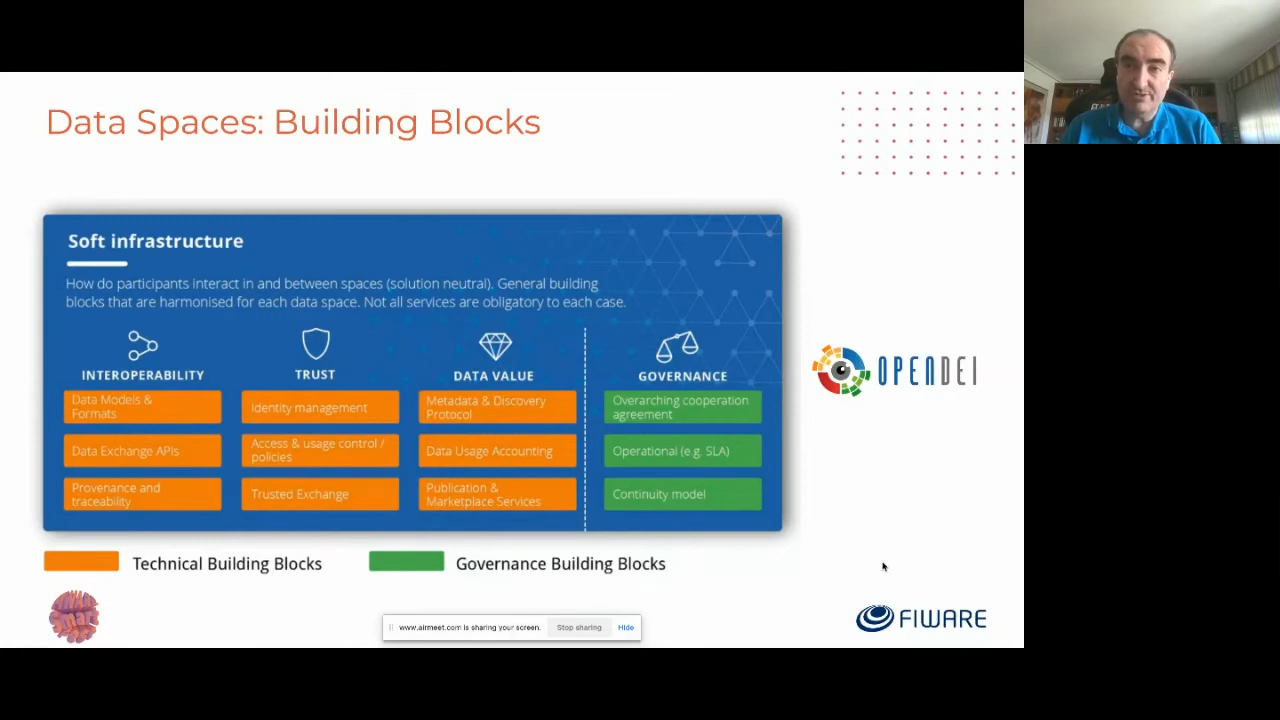 Data Spaces: Building Blocks
Soft infrastructure
How do participants interact in and between spaces (solution neutral). General building
blocks that are harmonised for each data space. Not all services are obligatory to each case.
INTEROPERABILITY
Data Models &
Formats
Data Exchange APIs
Provenance and
traceability
TRUST
Identity management
Access & usage control /
policies
Trusted Exchange
DATA VALUE
Metadata & Discovery
Protocol
Data Usage Accounting
Publication &
Marketplace Services
GOVERNANCE
Overarching cooperation
agreement
Operational (e.g. SLA)
Continuity model
OPENDEI
Technical Building Blocks
Governance Building Blocks
www.airmeet.com is sharing your screen.
Stop sharing
Hide
FIWARE